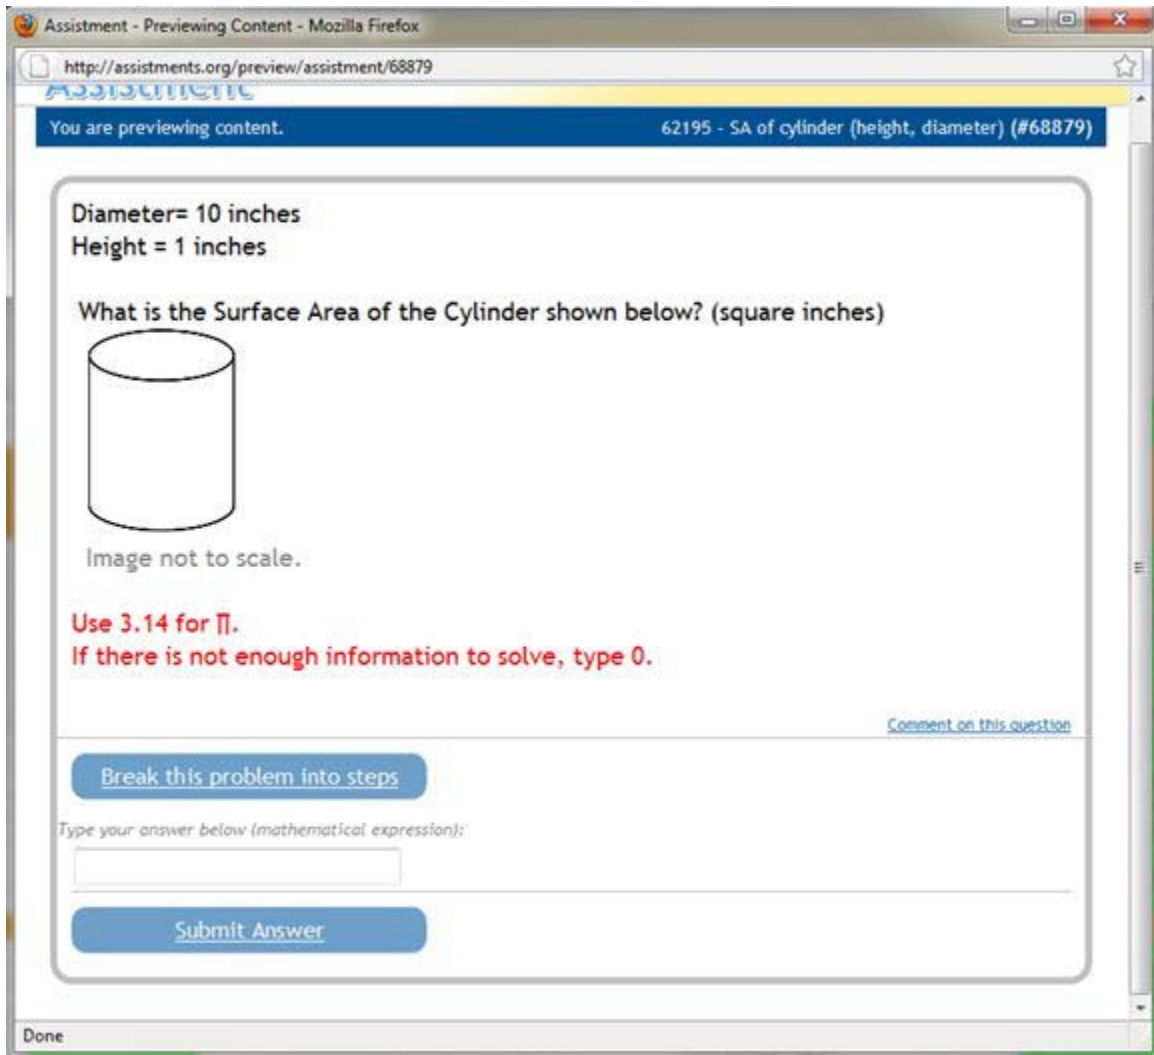 Assistment - Previewing Content - Mozilla Firefox
http://assistments.org/preview/assistment/68879
Assistment
You are previewing content. 62195 - SA of cylinder (height, diameter) (#68879)
Diameter= 10 inches
Height = 1 inches
What is the Surface Area of the Cylinder shown below? (square inches)
Image not to scale.
Use 3.14 for ∏.
If there is not enough information to solve, type 0.
Comment on this question
Break this problem into steps
Type your answer below (mathematical expression):
Submit Answer
Done